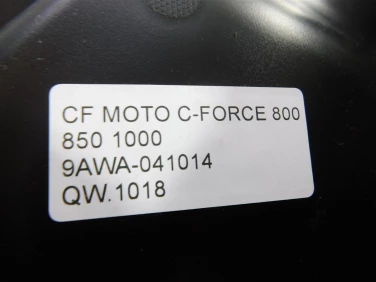 CF MOTO C-FORCE 800
850 1000
9AWA-041014
QW.1018